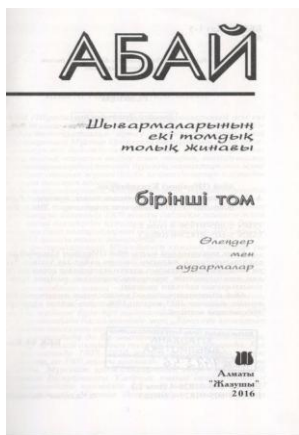 АБАЙ
Шығармаларының
екі томдық
толық жинағы
бірінші том
Өлеңдер
мен
аудармалар
Алматы
"Жазушы"
2016